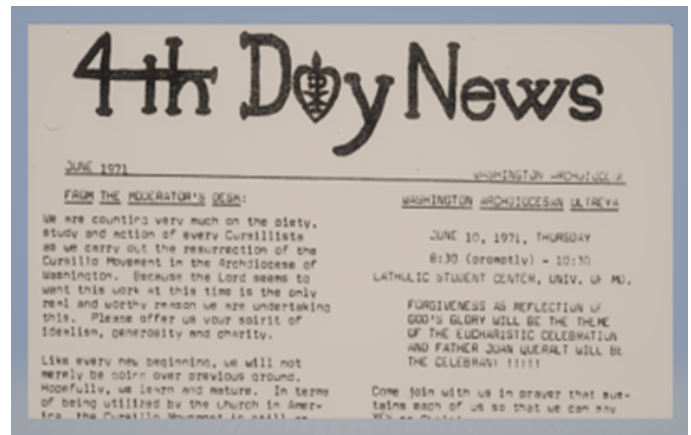 4th Day News
JUNE 1971
WASHINGTON ARCHDIOCESE
FROM THE MODERATOR'S DESK:
We are counting very much on the piety,
study and action of every Cursillista
as we carry out the resurrection of the
Cursillo Movement in the Archdiocese of
Washington. Because the Lord seems to
want this work at this time is the only
real and worthy reason we are undertaking
this. Please offer us your spirit of
idealism, generosity and charity.
Like every new beginning, we will not
merely be going over previous ground.
Hopefully, we learn and mature. In terms
of being utilized by the church in Amer-
ica, the Cursillo Movement is still
WASHINGTON ARCHDIOCESAN ULTREYA
JUNE 10, 1971, THURSDAY
8:30 (promptly) - 10:30
CATHOLIC STUDENT CENTER, UNIV. OF MD.
FORGIVENESS AS REFLECTION OF
GOD'S GLORY WILL BE THE THEME
OF THE EUCHARISTIC CELEBRATION
AND FATHER JUAN QUERALT WILL BE
THE CELEBRANT !!!!!
Come join with us in prayer that sus-
tains each of us so that we can say